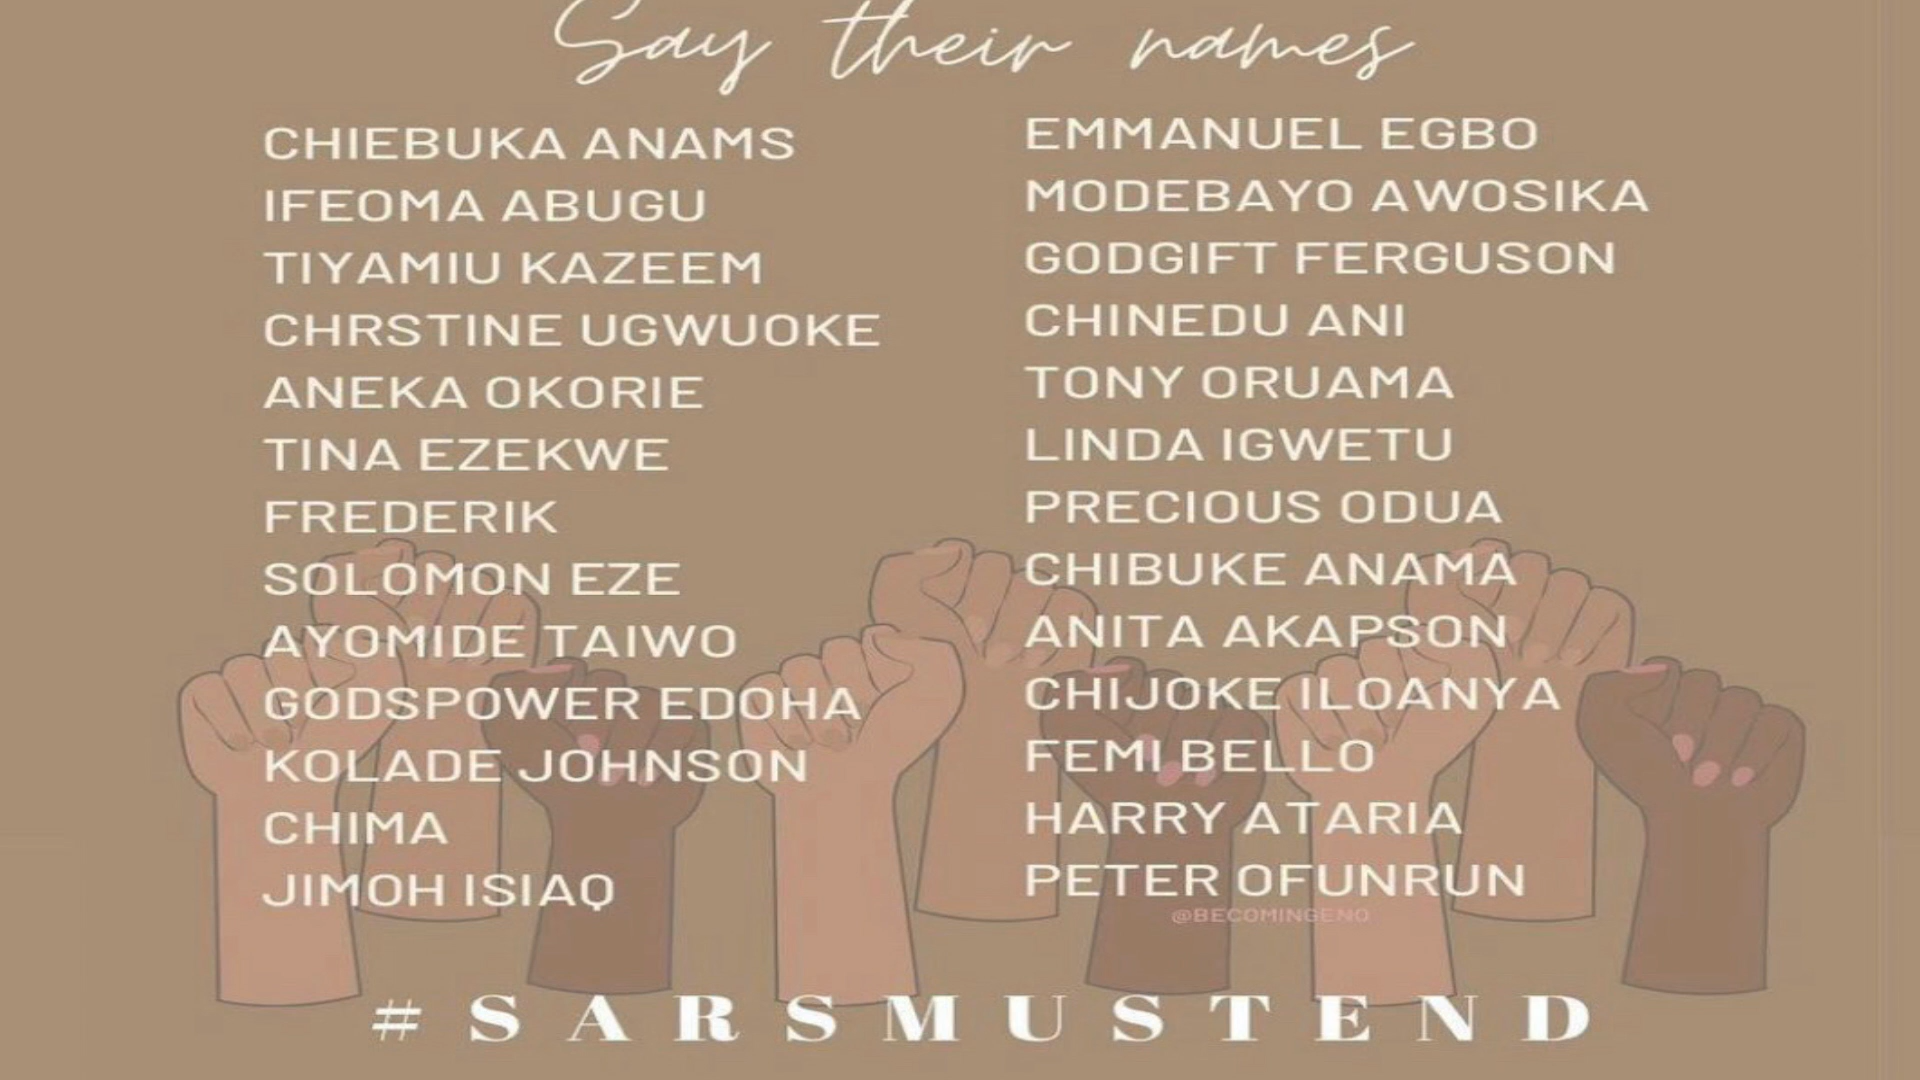 Say their names
CHIEBUKA ANAMS
IFEOMA ABUGU
TIYAMIU KAZEEM
CHRSTINE UGWUOKE
ANEKA OKORIE
TINA EZEKWE
FREDERIK
SOLOMON EZE
AYOMIDE TAIWO
GODSPOWER EDOHA
KOLADE JOHNSON
CHIMA
JIMOH ISIAQ
EMMANUEL EGBO
MODEBAYO AWOSIKA
GODGIFT FERGUSON
CHINEDU ANI
TONY ORUAMA
LINDA IGWETU
PRECIOUS ODUA
CHIBUKE ANAMA
ANITA AKAPSON
CHIJOKE ILOANYA
FEMI BELLO
HARRY ATARIA
PETER OFUNRUN
@BECOMINGENO
#SARSMUSTEND